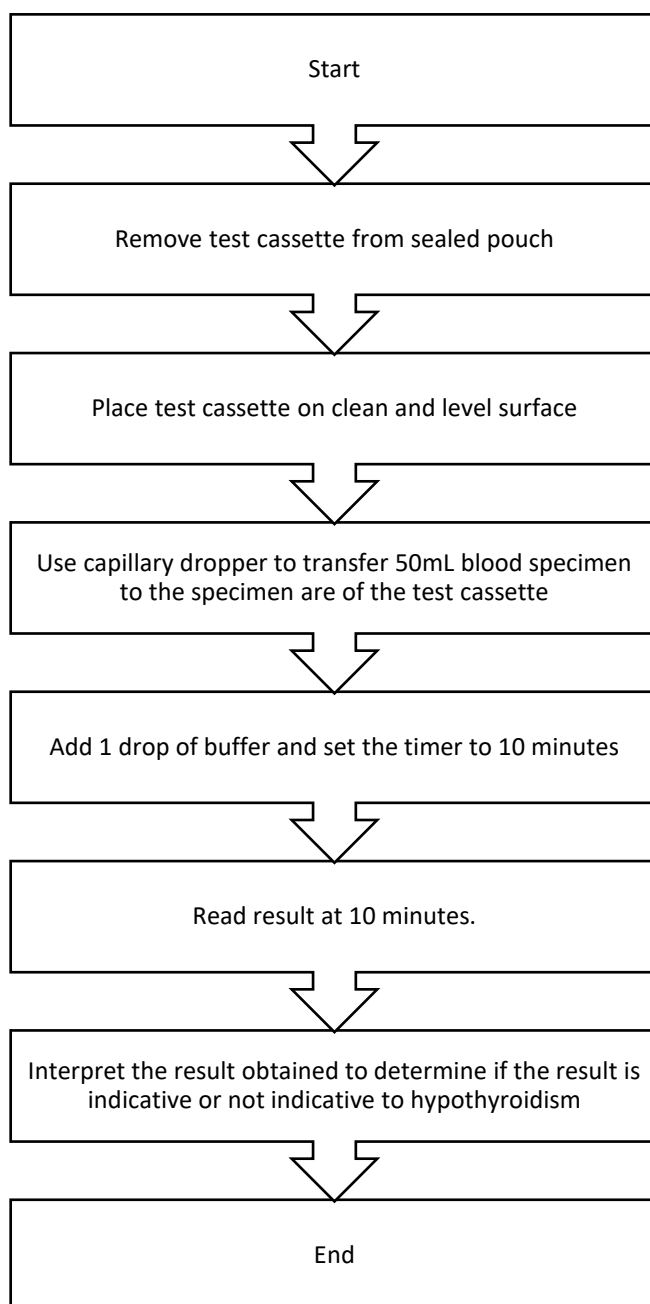 Start
Remove test cassette from sealed pouch
Place test cassette on clean and level surface
Use capillary dropper to transfer 50mL blood specimen
to the specimen are of the test cassette
Add 1 drop of buffer and set the timer to 10 minutes
Read result at 10 minutes.
Interpret the result obtained to determine if the result is
indicative or not indicative to hypothyroidism
End